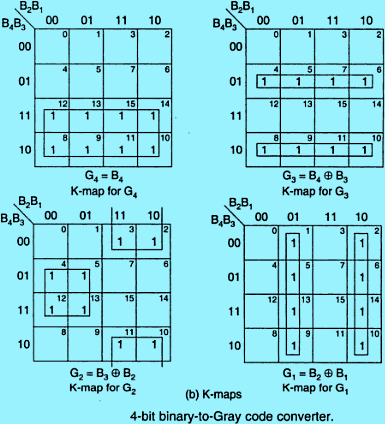 B₂B₁
B₄B₃ 00 01 11 10
0 1 3 2
00
4 5 7 6
01
12 13 15 14
11 1 1 1 1
8 9 11 10
10 1 1 1 1
G₄ = B₄
K-map for G₄
B₂B₁
B₄B₃ 00 01 11 10
0 1 3 2
00
4 5 7 6
01 1 1 1 1
12 13 15 14
11
8 9 11 10
10 1 1 1 1
G₃ = B₄ ⊕ B₃
K-map for G₃
B₂B₁
B₄B₃ 00 01 11 10
0 1 3 2
00 1 1
4 5 7 6
01 1 1
12 13 15 14
11 1 1
8 9 11 10
10 1 1
G₂ = B₃ ⊕ B₂
K-map for G₂
B₂B₁
B₄B₃ 00 01 11 10
0 1 3 2
00 1 1
4 5 7 6
01 1 1
12 13 15 14
11 1 1
8 9 11 10
10 1 1
G₁ = B₂ ⊕ B₁
K-map for G₁
(b) K-maps
4-bit binary-to-Gray code converter.